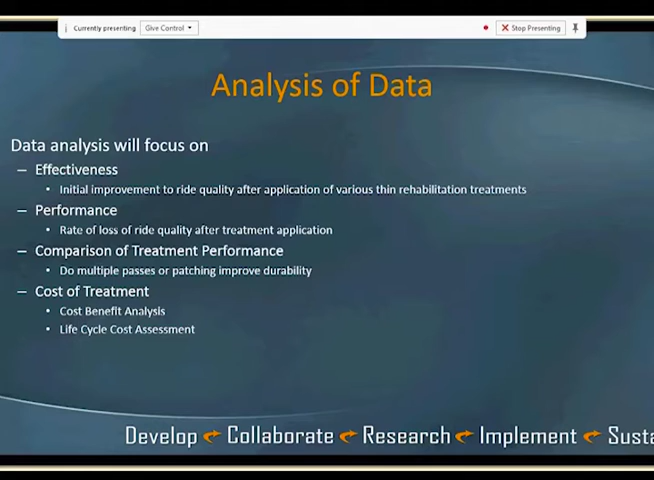 Currently presenting
Give Control
Stop Presenting
Analysis of Data
Data analysis will focus on
– Effectiveness
• Initial improvement to ride quality after application of various thin rehabilitation treatments
– Performance
• Rate of loss of ride quality after treatment application
– Comparison of Treatment Performance
• Do multiple passes or patching improve durability
– Cost of Treatment
• Cost Benefit Analysis
• Life Cycle Cost Assessment
Develop Collaborate Research Implement Susta